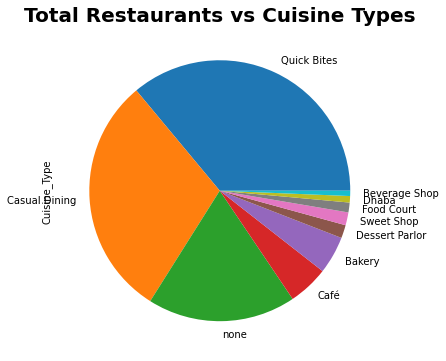 Total Restaurants vs Cuisine Types
Quick Bites
Casual Dining
Cuisine_Type
none
Café
Bakery
Dessert Parlor
Sweet Shop
Food Court
Dhaba
Beverage Shop